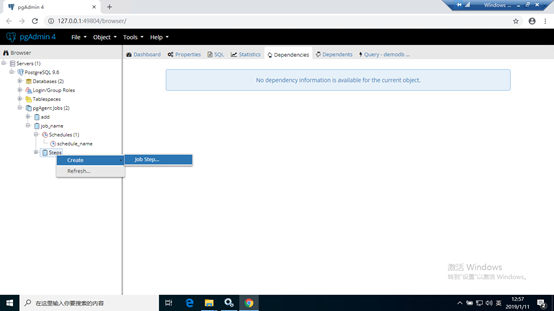 pgAdmin 4
Windows ...
127.0.0.1:49804/browser/
pgAdmin 4 File Object Tools Help
Browser
Dashboard Properties SQL Statistics Dependencies Dependents Query - demodb ...
Servers (1)
PostgreSQL 9.6
Databases (2)
Login/Group Roles
Tablespaces
pgAgent Jobs (2)
add
job_name
Schedules (1)
schedule_name
Steps
Create
Job Step...
Refresh...
No dependency information is available for the current object.
激活 Windows
转到"设置"以激活 Windows。
在这里输入你要搜索的内容
英
12:57
2019/1/11